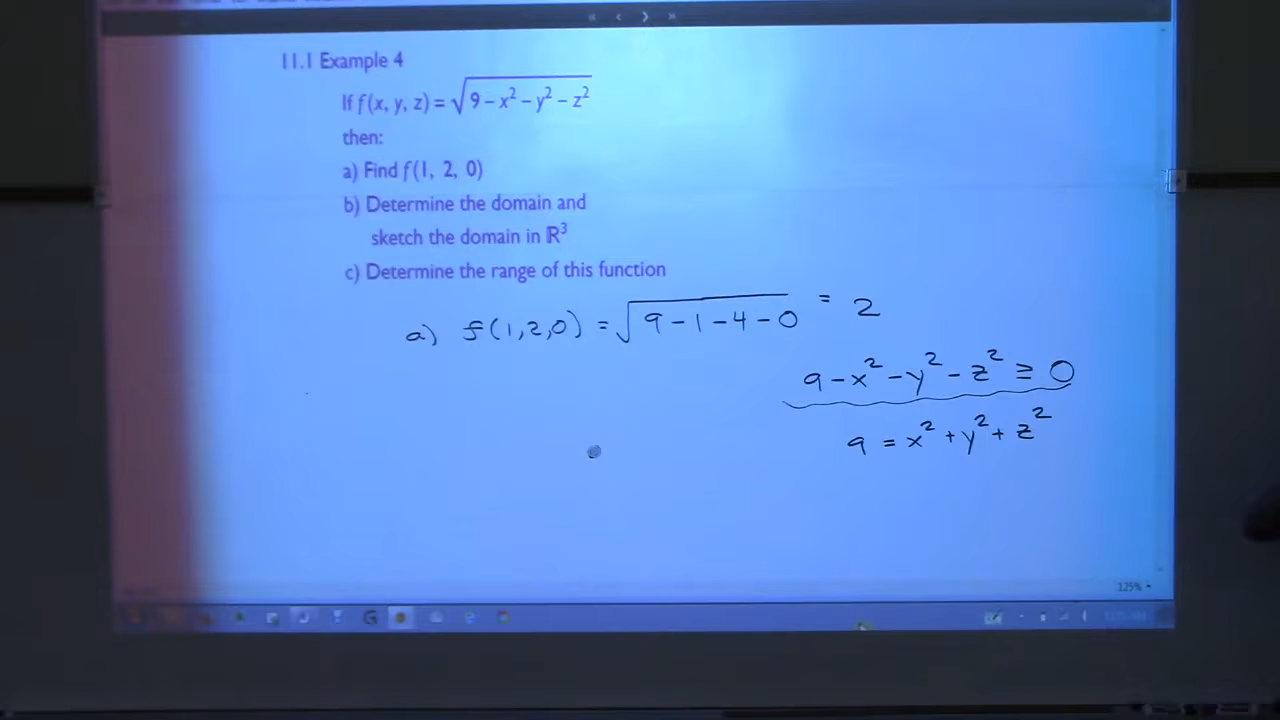 11.1 Example 4
If f(x, y, z) = √(9 – x² – y² – z²)
then:
a) Find f(1, 2, 0)
b) Determine the domain and
sketch the domain in ℝ³
c) Determine the range of this function
a) f(1,2,0) = √(9 – 1 – 4 – 0) = 2
9 – x² – y² – z² ≥ 0
9 = x² + y² + z²
125%